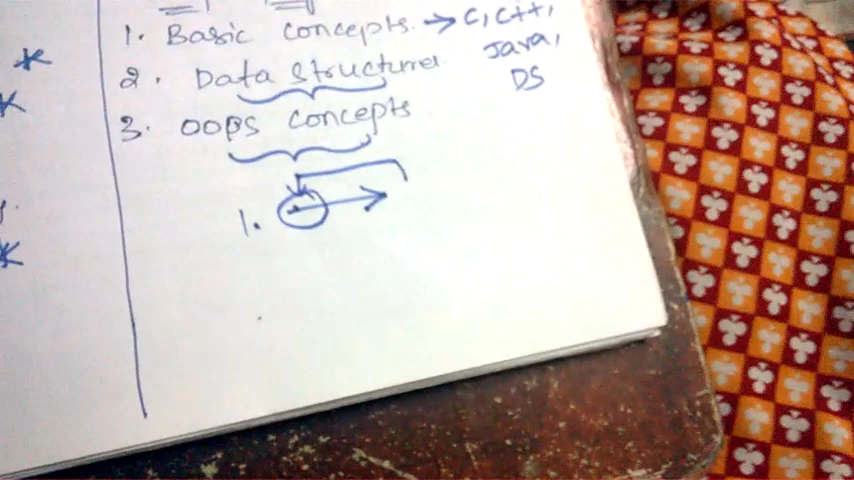 1. Basic concepts → C, C++,
Java,
DS
2. Data Structures
3. OOPS concepts
1.